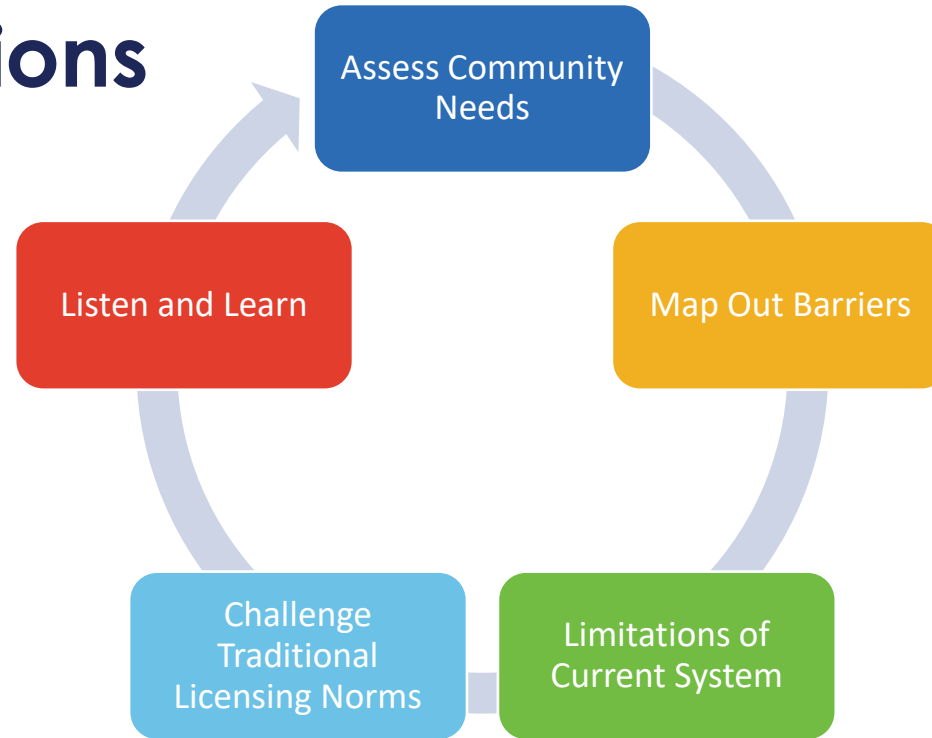 ions
Assess Community
Needs
Map Out Barriers
Limitations of
Current System
Challenge
Traditional
Licensing Norms
Listen and Learn